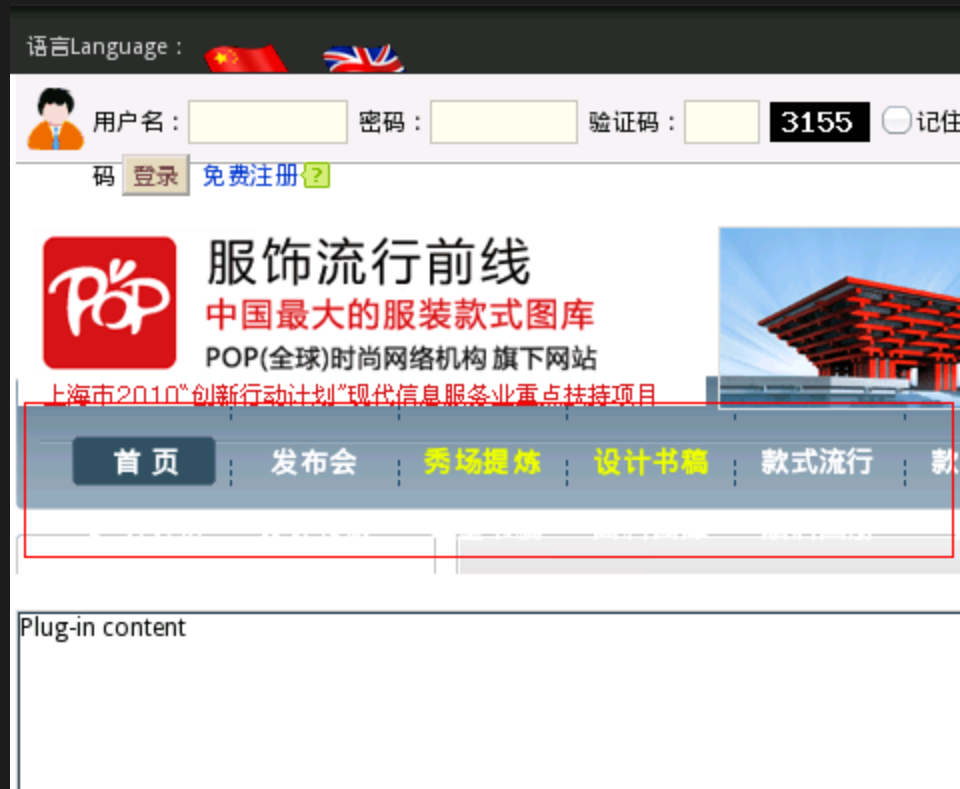 语言Language：
用户名： 密码： 验证码： 3155 记住
码 登录 免费注册 ?
POP
服饰流行前线
中国最大的服装款式图库
POP(全球)时尚网络机构 旗下网站
上海市2010“创新行动计划”现代信息服务业重点扶持项目
首 页 发布会 秀场提炼 设计书稿 款式流行 款
Plug-in content